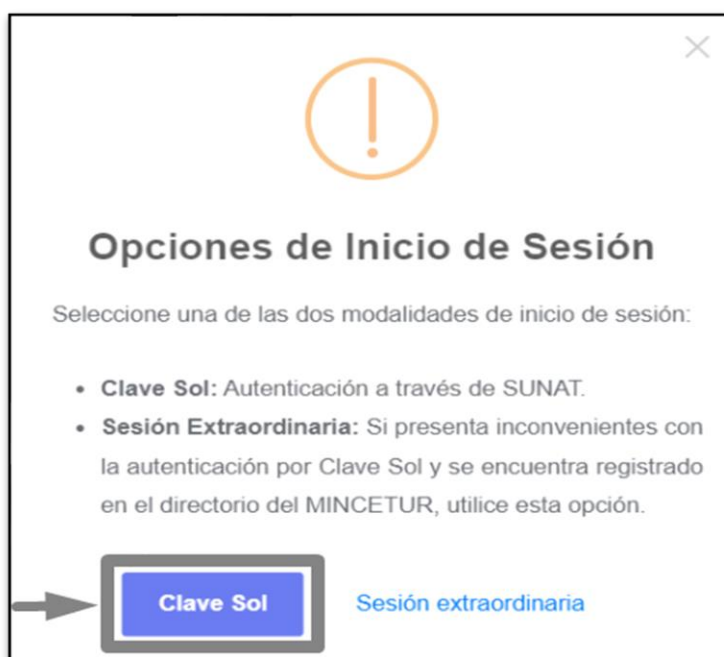 Opciones de Inicio de Sesión
Seleccione una de las dos modalidades de inicio de sesión:
• Clave Sol: Autenticación a través de SUNAT.
• Sesión Extraordinaria: Si presenta inconvenientes con
la autenticación por Clave Sol y se encuentra registrado
en el directorio del MINCETUR, utilice esta opción.
Clave Sol Sesión extraordinaria